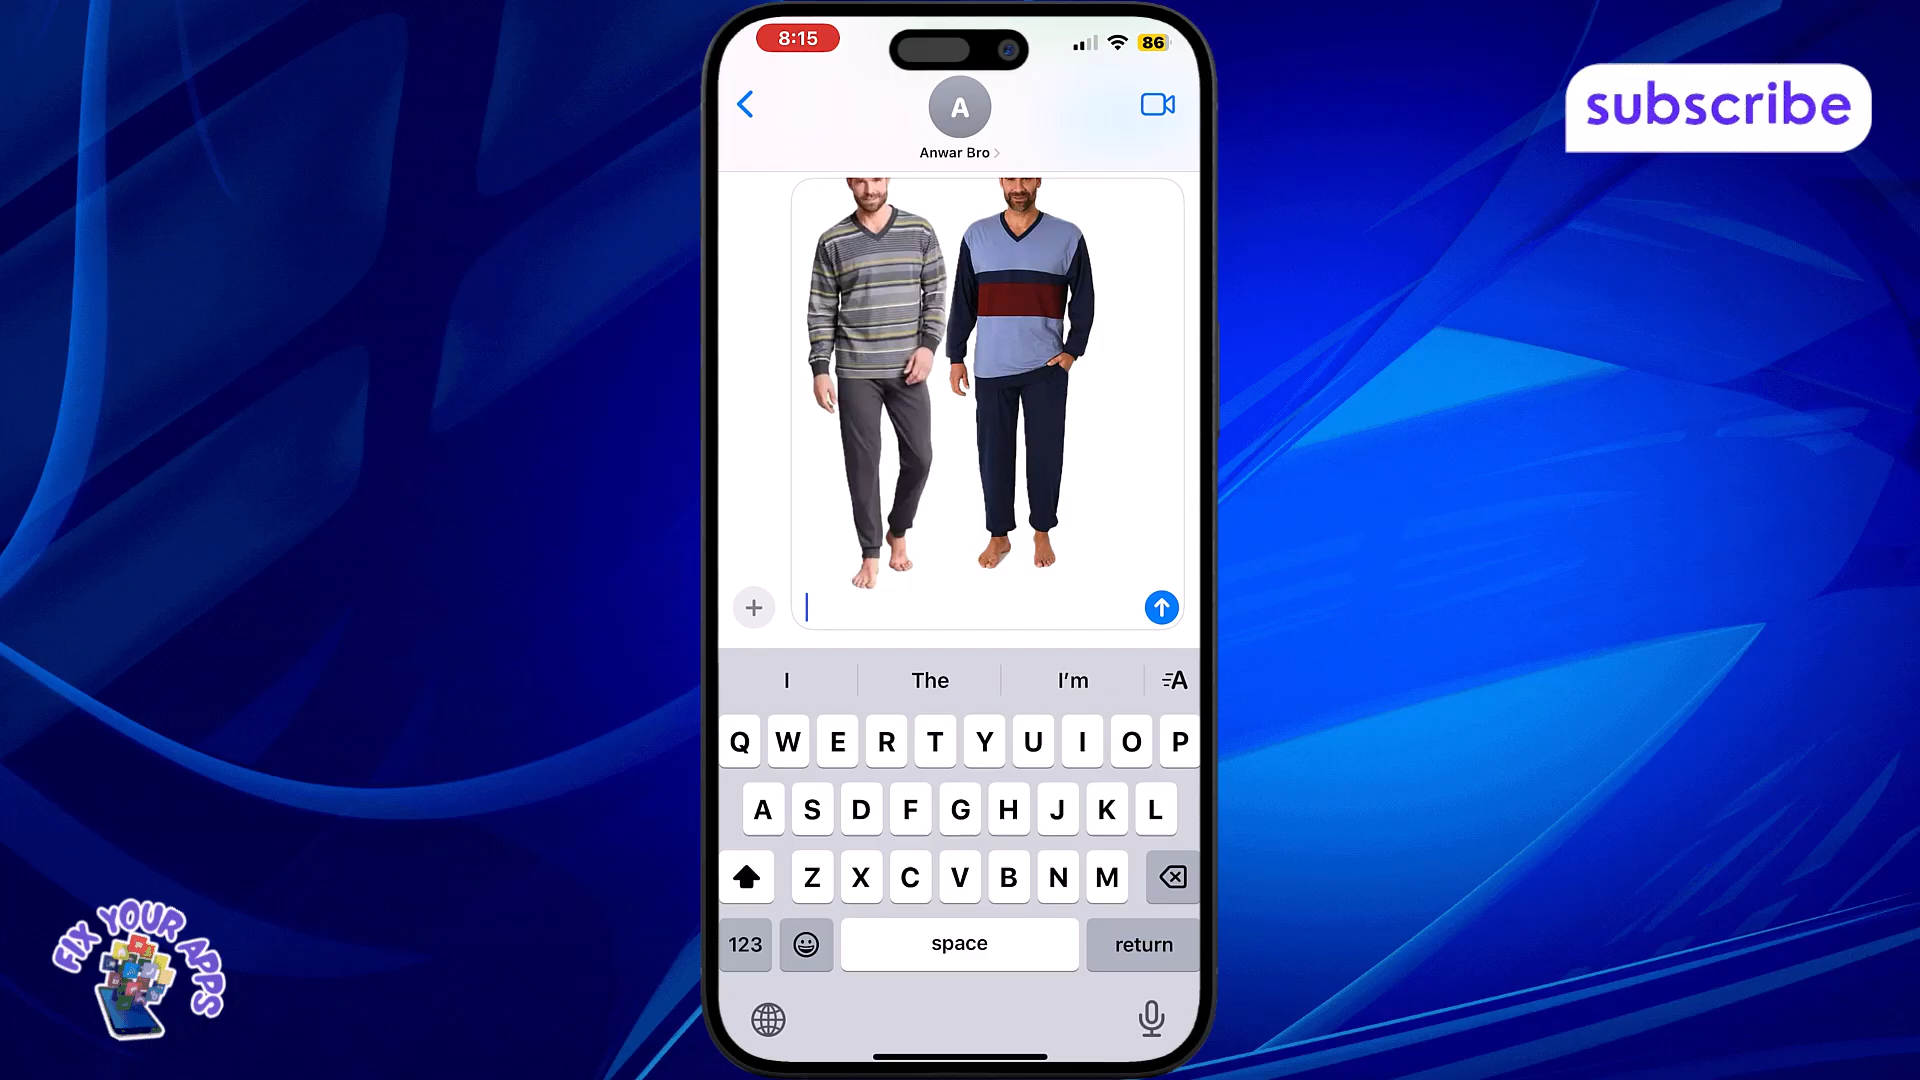 8:15
86
A
Anwar Bro
subscribe
I The I'm A
Q W E R T Y U I O P
A S D F G H J K L
Z X C V B N M
123 space return
FIX YOUR APPS